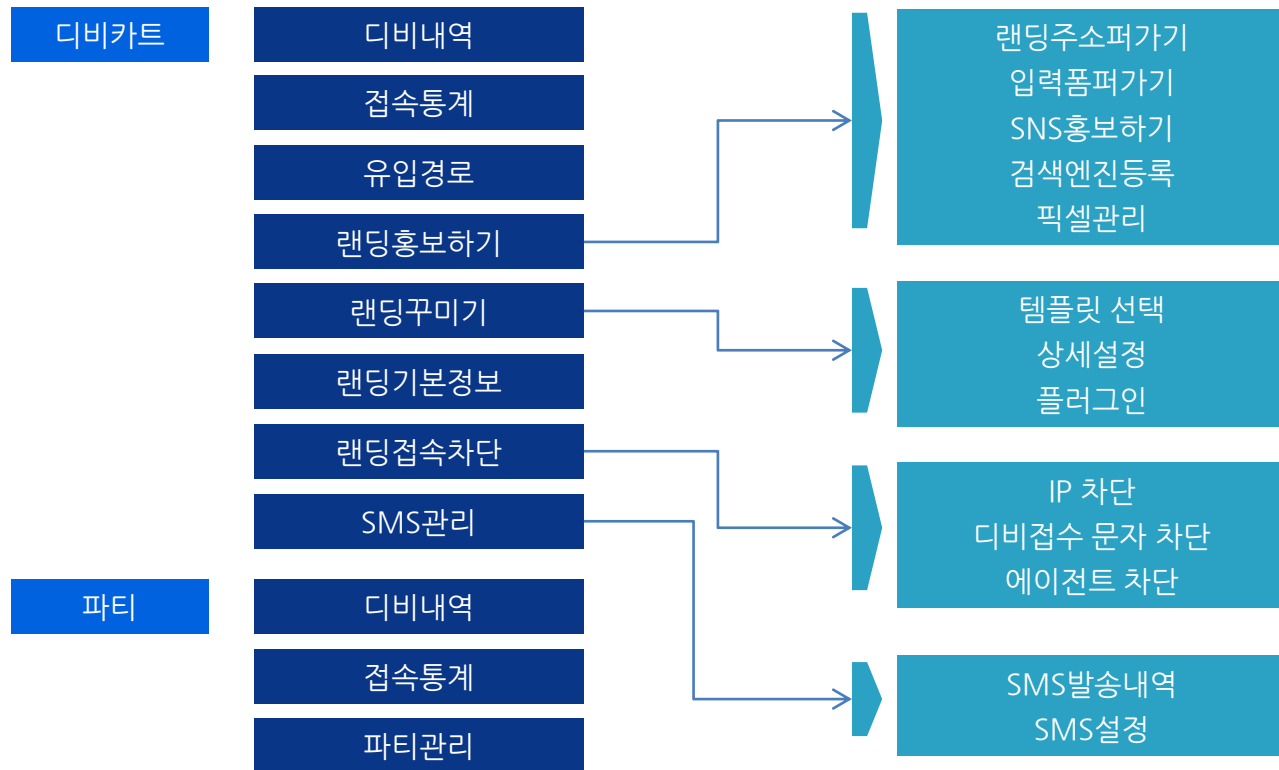 디비카트
디비내역
접속통계
유입경로
랜딩홍보하기
랜딩꾸미기
랜딩기본정보
랜딩접속차단
SMS관리
파티
디비내역
접속통계
파티관리
랜딩주소퍼가기
입력폼퍼가기
SNS홍보하기
검색엔진등록
픽셀관리
템플릿 선택
상세설정
플러그인
IP 차단
디비접수 문자 차단
에이전트 차단
SMS발송내역
SMS설정